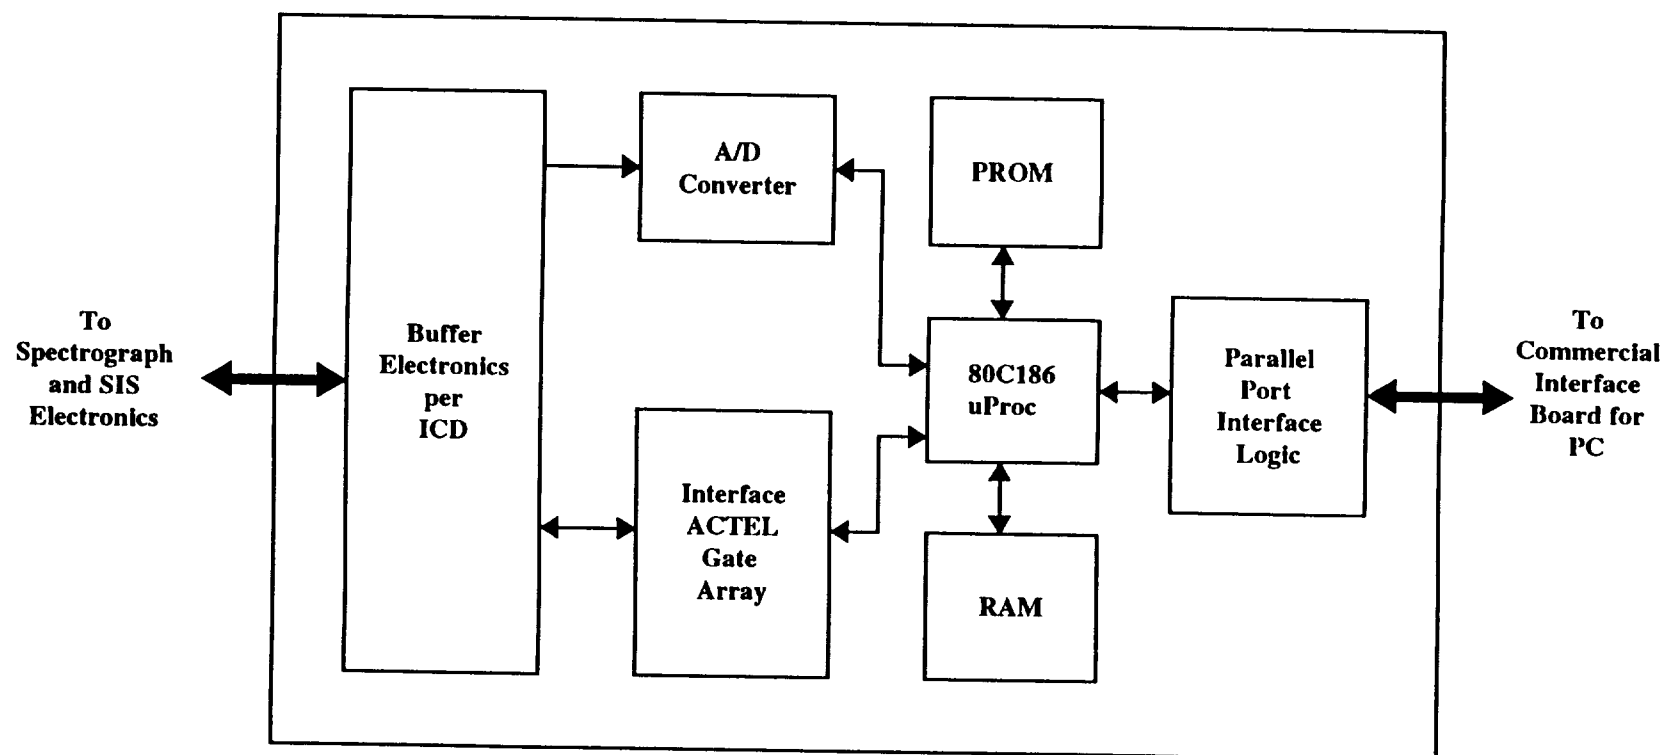 To
Spectrograph
and SIS
Electronics
Buffer
Electronics
per
ICD
A/D
Converter
Interface
ACTEL
Gate
Array
PROM
80C186
uProc
RAM
Parallel
Port
Interface
Logic
To
Commercial
Interface
Board for
PC